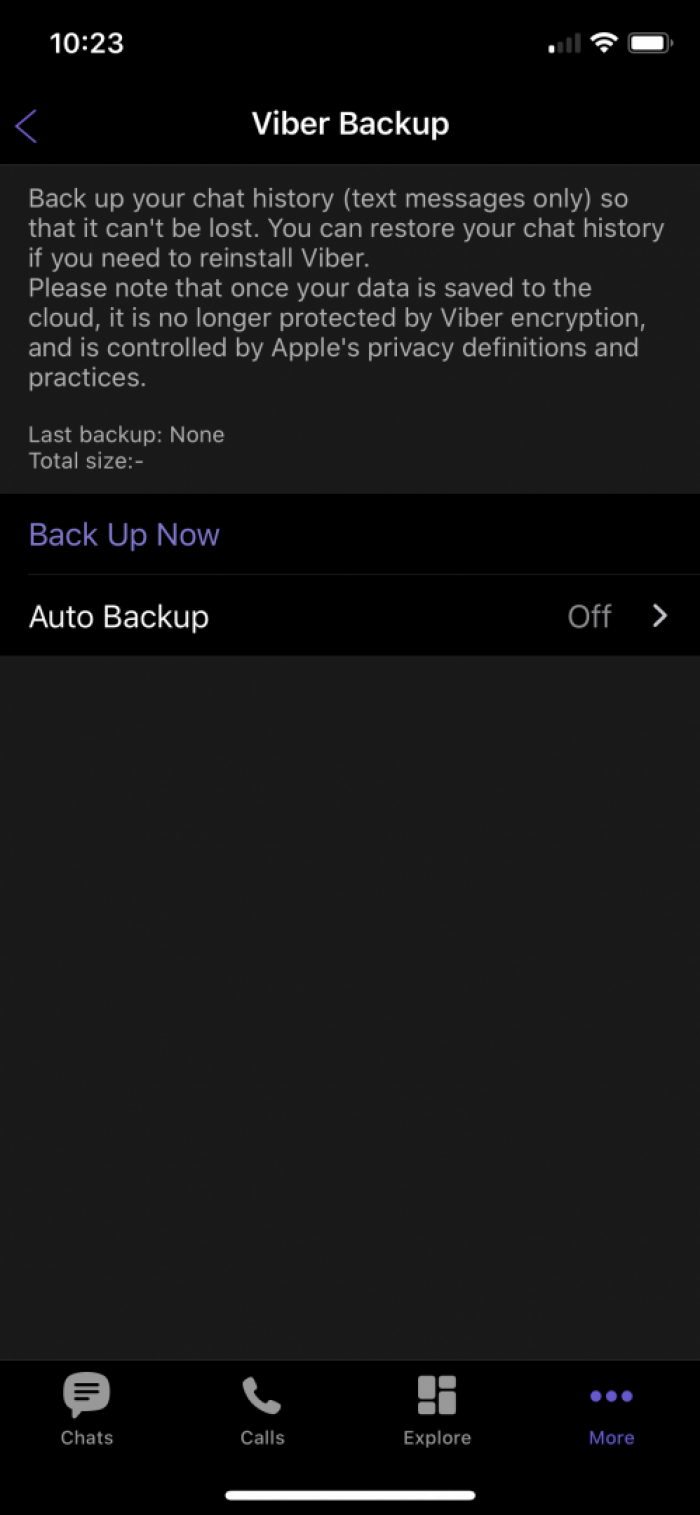 10:23
Viber Backup
Back up your chat history (text messages only) so
that it can't be lost. You can restore your chat history
if you need to reinstall Viber.
Please note that once your data is saved to the
cloud, it is no longer protected by Viber encryption,
and is controlled by Apple's privacy definitions and
practices.
Last backup: None
Total size:-
Back Up Now
Auto Backup Off
Chats Calls Explore More